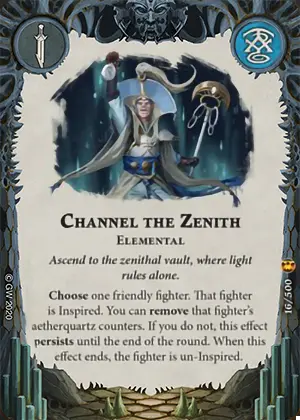 CHANNEL THE ZENITH
ELEMENTAL
Ascend to the zenithal vault, where light
rules alone.
Choose one friendly fighter. That fighter
is Inspired. You can remove that fighter's
aetherquartz counters. If you do not, this effect
persists until the end of the round. When this
effect ends, the fighter is un-Inspired.
© GW 2020
16/500